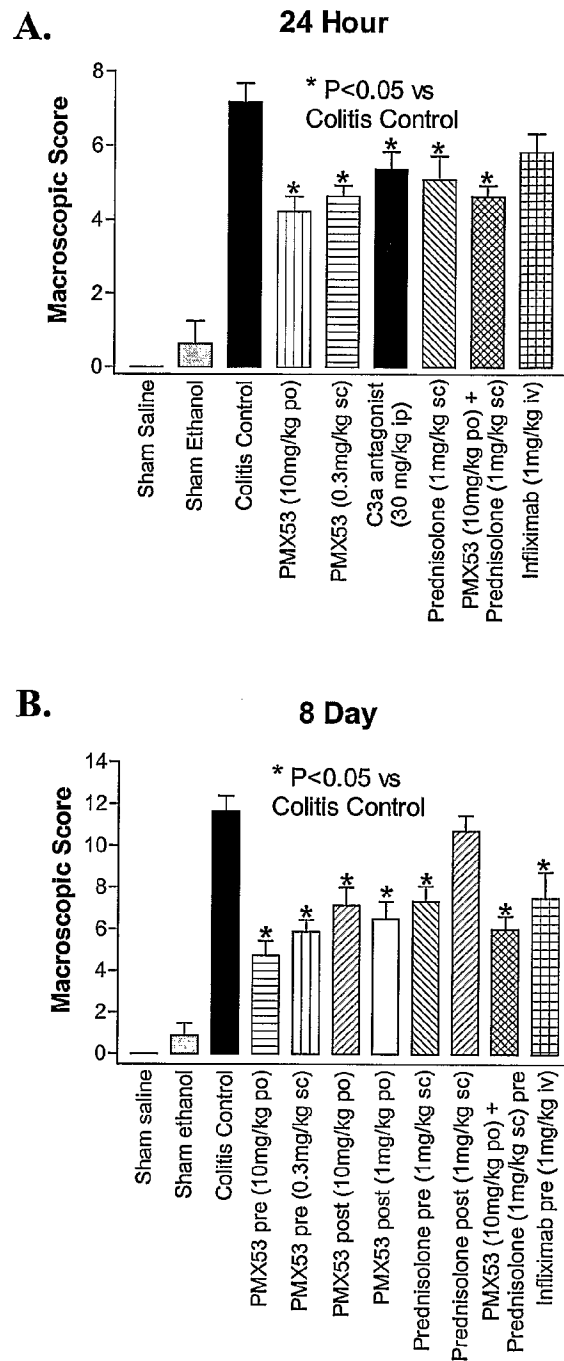 A.
24 Hour
Macroscopic Score
8
6
4
2
0
* P<0.05 vs
Colitis Control
*
*
*
*
*
Sham Saline
Sham Ethanol
Colitis Control
PMX53 (10mg/kg po)
PMX53 (0.3mg/kg sc)
C3a antagonist
(30 mg/kg ip)
Prednisolone (1mg/kg sc)
PMX53 (10mg/kg po) +
Prednisolone (1mg/kg sc)
Infliximab (1mg/kg iv)
B.
8 Day
Macroscopic Score
14
12
10
8
6
4
2
0
* P<0.05 vs
Colitis Control
*
*
*
*
*
*
*
Sham saline
Sham ethanol
Colitis Control
PMX53 pre (10mg/kg po)
PMX53 pre (0.3mg/kg sc)
PMX53 post (10mg/kg po)
PMX53 post (1mg/kg po)
Prednisolone pre (1mg/kg sc)
Prednisolone post (1mg/kg sc)
PMX53 (10mg/kg po) +
Prednisolone (1mg/kg sc) pre
Infliximab pre (1mg/kg iv)